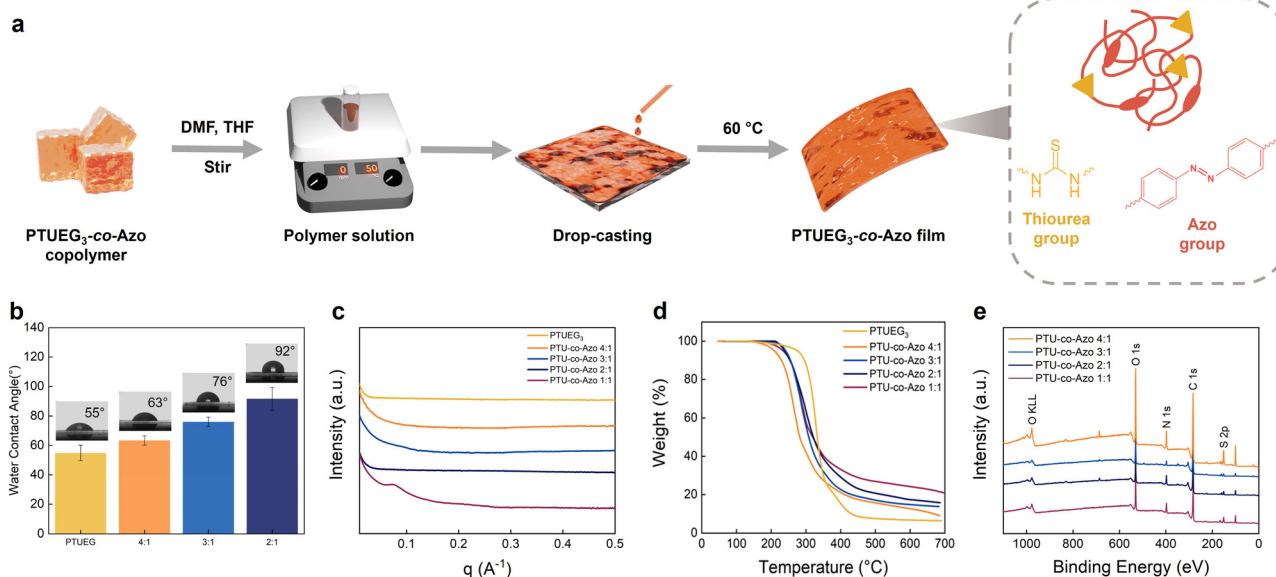 a
DMF, THF
Stir
60 °C
PTUEG₃-co-Azo
copolymer
0
50
Polymer solution
Drop-casting
PTUEG₃-co-Azo film
S
N
H
N
H
Thiourea
group
N=N
Azo
group
b
Water Contact Angle(°)
140
120
100
80
60
40
20
0
55°
63°
76°
92°
PTUEG
4:1
3:1
2:1
c
Intensity (a.u.)
PTUEG₃
PTU-co-Azo 4:1
PTU-co-Azo 3:1
PTU-co-Azo 2:1
PTU-co-Azo 1:1
0.1 0.2 0.3 0.4 0.5
q (A⁻¹)
d
Weight (%)
100
80
60
40
20
0
PTUEG₃
PTU-co-Azo 4:1
PTU-co-Azo 3:1
PTU-co-Azo 2:1
PTU-co-Azo 1:1
0 100 200 300 400 500 600 700
Temperature (°C)
e
Intensity (a.u.)
PTU-co-Azo 4:1
PTU-co-Azo 3:1
PTU-co-Azo 2:1
PTU-co-Azo 1:1
O KLL
O 1s
N 1s
C 1s
S 2p
1000 800 600 400 200 0
Binding Energy (eV)